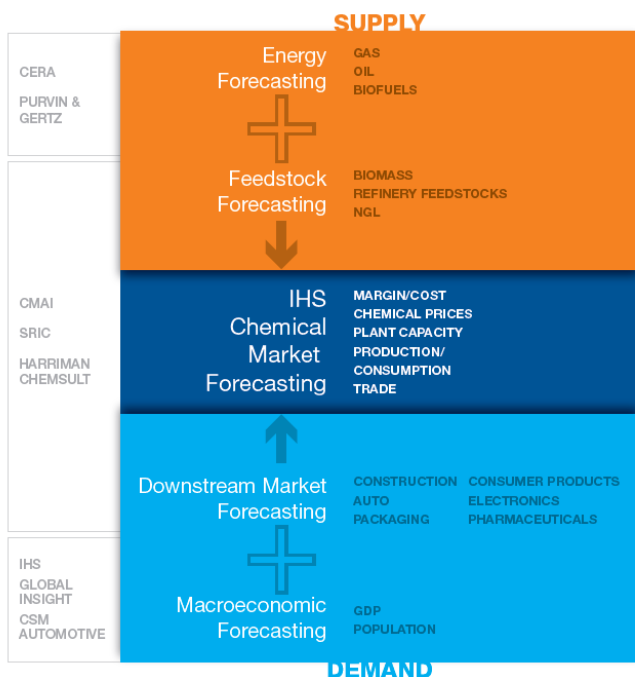 SUPPLY
CERA
PURVIN &
GERTZ
Energy
Forecasting
GAS
OIL
BIOFUELS
Feedstock
Forecasting
BIOMASS
REFINERY FEEDSTOCKS
NGL
CMAI
SRIC
HARRIMAN
CHEMSULT
IHS
Chemical
Market
Forecasting
MARGIN/COST
CHEMICAL PRICES
PLANT CAPACITY
PRODUCTION/
CONSUMPTION
TRADE
Downstream Market
Forecasting
CONSTRUCTION
AUTO
PACKAGING
CONSUMER PRODUCTS
ELECTRONICS
PHARMACEUTICALS
IHS
GLOBAL
INSIGHT
CSM
AUTOMOTIVE
Macroeconomic
Forecasting
GDP
POPULATION
DEMAND